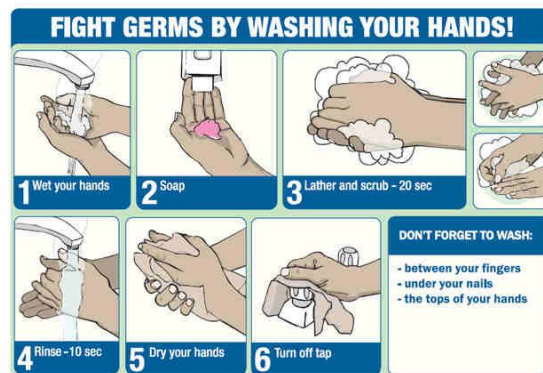 FIGHT GERMS BY WASHING YOUR HANDS!
1 Wet your hands
2 Soap
3 Lather and scrub - 20 sec
4 Rinse -10 sec
5 Dry your hands
6 Turn off tap
DON'T FORGET TO WASH:
- between your fingers
- under your nails
- the tops of your hands